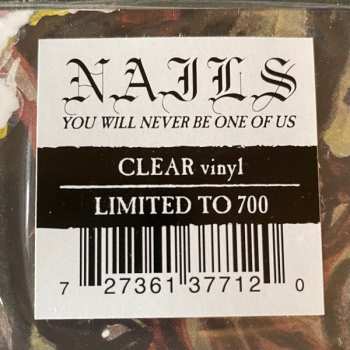 NAILS
YOU WILL NEVER BE ONE OF US
CLEAR vinyl
LIMITED TO 700
7 27361 37712 0